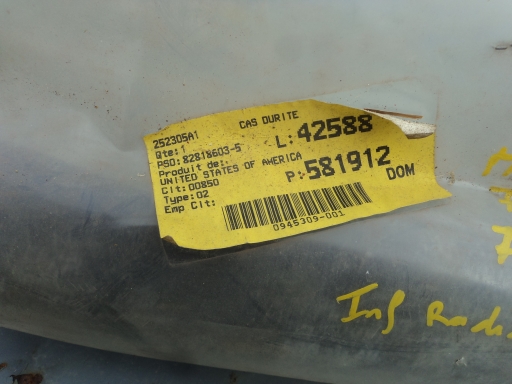 252305A1 CAS DURITE
Qte:1 L:42588
PSO:82818603-5
Produit de:
UNITED STATES OF AMERICA
Clt:00850 P:581912 DOM
Type:02
Emp Clt:
0945309-001
Inf